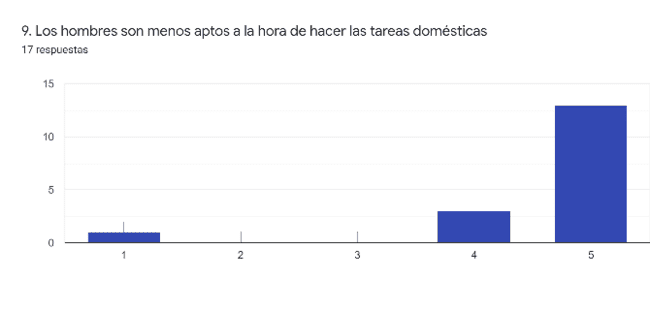 9. Los hombres son menos aptos a la hora de hacer las tareas domésticas
17 respuestas
15
10
5
0
1 2 3 4 5